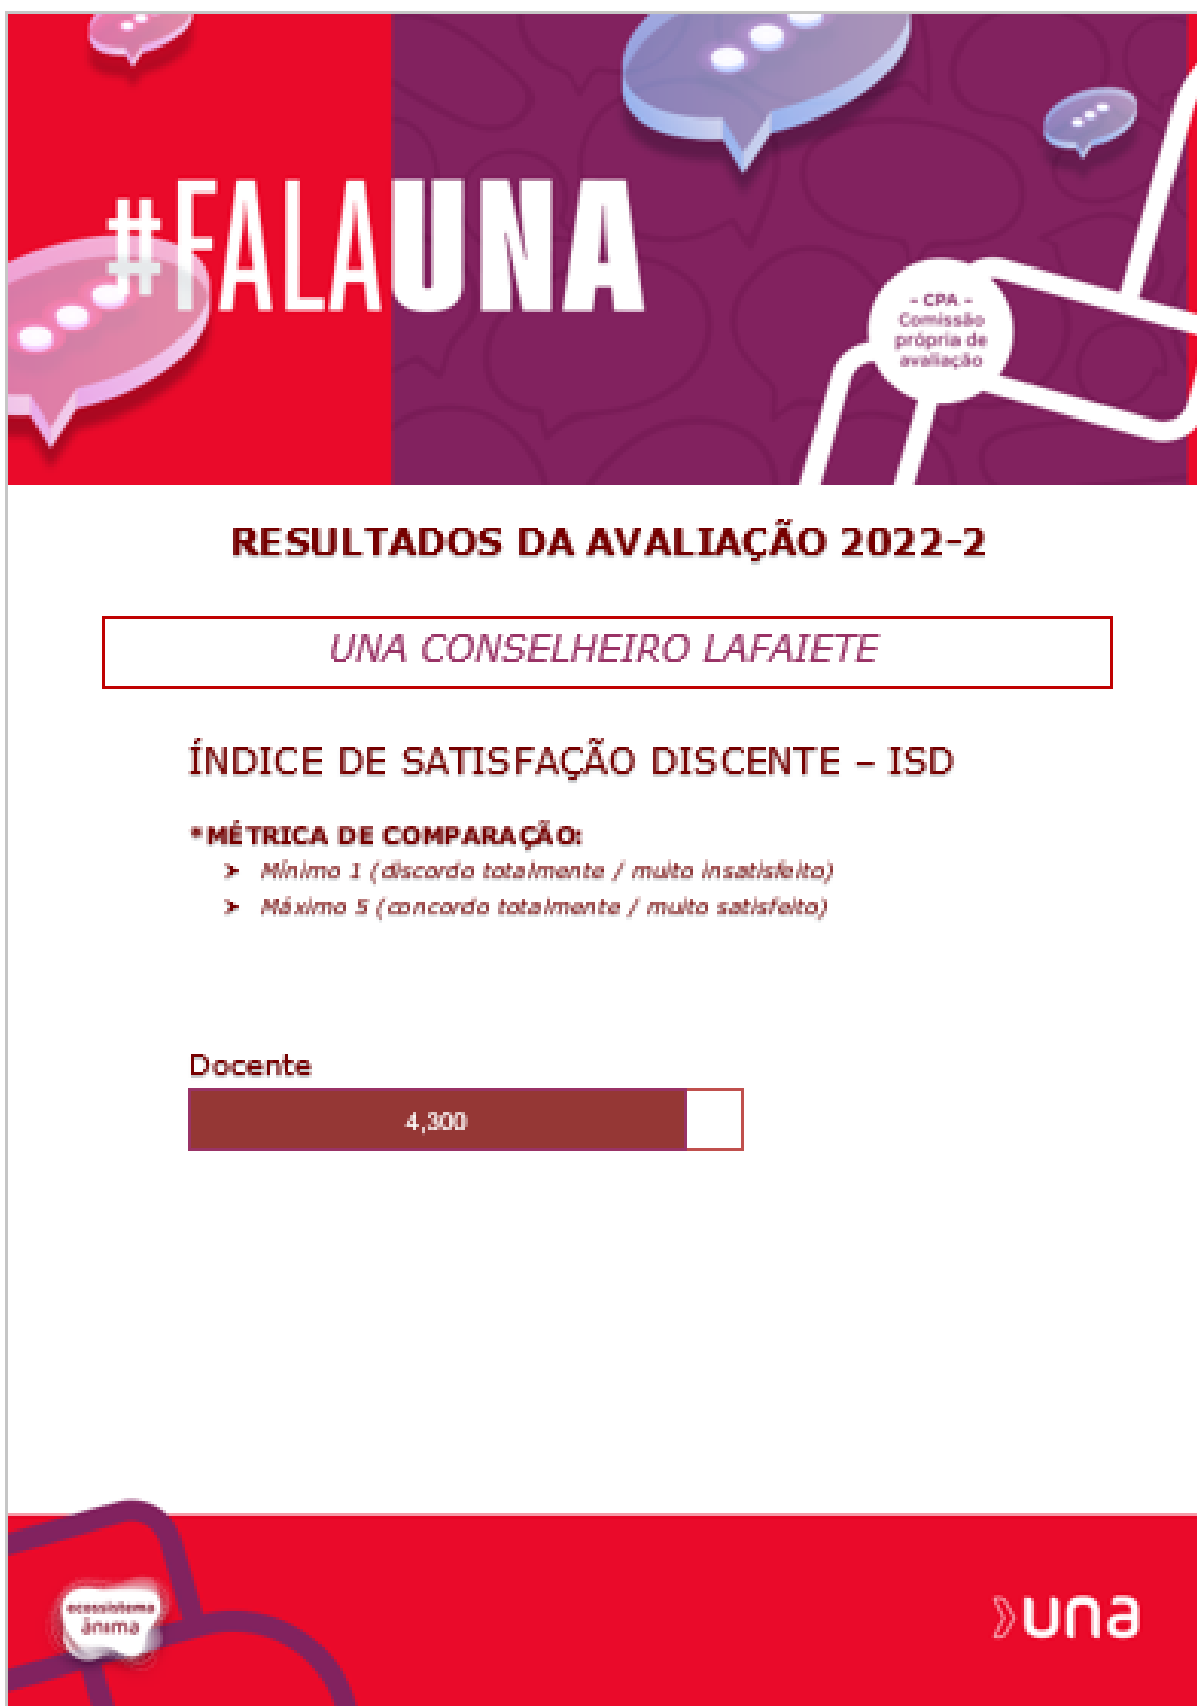 #FALAUNA
- CPA -
Comissão
própria de
avaliação
RESULTADOS DA AVALIAÇÃO 2022-2
UNA CONSELHEIRO LAFAIETE
ÍNDICE DE SATISFAÇÃO DISCENTE – ISD
*MÉTRICA DE COMPARAÇÃO:
➤ Mínimo 1 (discordo totalmente / muito insatisfeito)
➤ Máximo 5 (concordo totalmente / muito satisfeito)
Docente
4,300
ecossistema
ânima
una